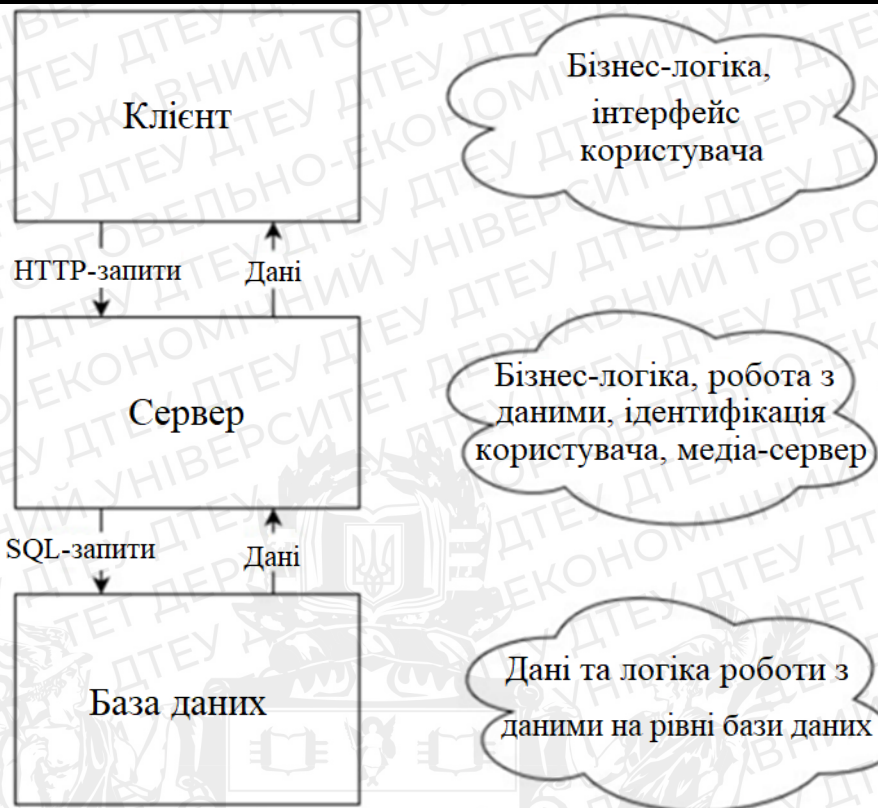 Клієнт
Бізнес-логіка,
інтерфейс
користувача
HTTP-запити
Дані
Сервер
Бізнес-логіка, робота з
даними, ідентифікація
користувача, медіа-сервер
SQL-запити
Дані
База даних
Дані та логіка роботи з
даними на рівні бази даних